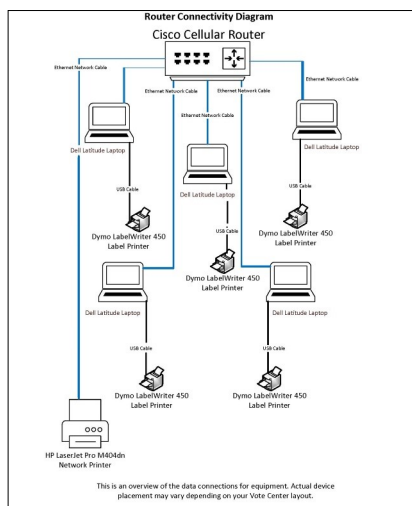 Router Connectivity Diagram
Cisco Cellular Router
Ethernet Network Cable
Ethernet Network Cable
Ethernet Network Cable
Ethernet Network Cable
Ethernet Network Cable
Dell Latitude Laptop
Dell Latitude Laptop
Dell Latitude Laptop
USB Cable
USB Cable
USB Cable
Dymo LabelWriter 450
Label Printer
Dymo LabelWriter 450
Label Printer
Dymo LabelWriter 450
Label Printer
Dell Latitude Laptop
Dell Latitude Laptop
USB Cable
USB Cable
Dymo LabelWriter 450
Label Printer
Dymo LabelWriter 450
Label Printer
HP LaserJet Pro M404dn
Network Printer
This is an overview of the data connections for equipment. Actual device
placement may vary depending on your Vote Center layout.